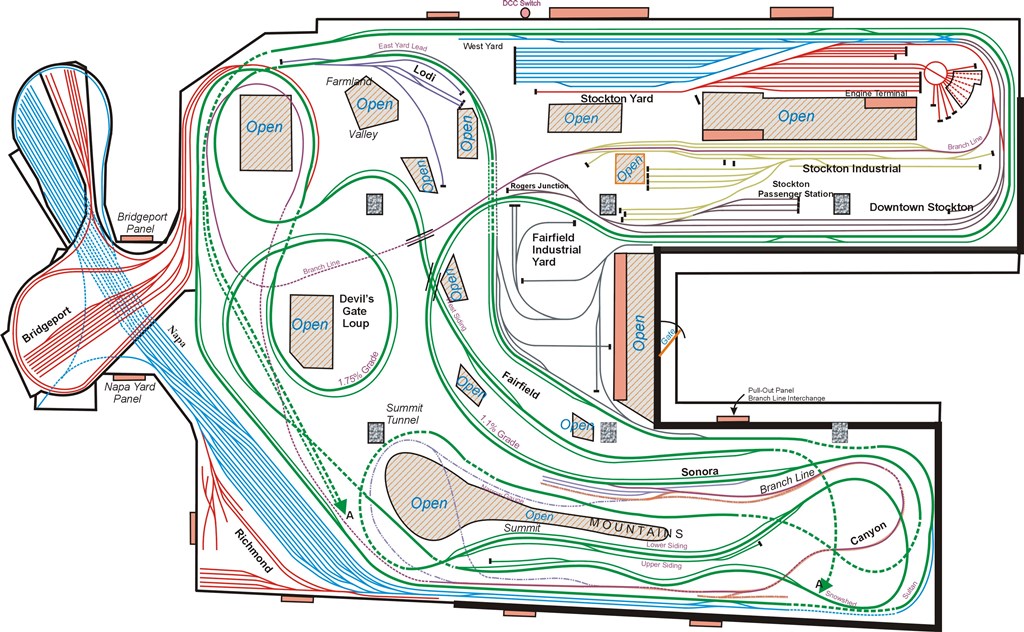 DCC Switch
West Yard
East Yard Lead
Lodi
Farmland
Open
Valley
Open
Open
Open
Stockton Yard
Open
Engine Terminal
Open
Branch Line
Open
Stockton Industrial
Rogers Junction
Stockton
Passenger Station
Downtown Stockton
Bridgeport
Panel
Fairfield
Industrial
Yard
Branch Line
Open
Devil's
Gate
Loup
Open
Open
Gate
Bridgeport
Napa
1.75% Grade
Napa Yard
Panel
Fairfield
Open
Pull-Out Panel
Branch Line Interchange
Summit
Tunnel
1.1% Grade
Open
Sonora
Branch Line
Open
Open
Summit
MOUNTAINS
Lower Siding
Upper Siding
Canyon
A
Richmond
A
Snowshed
Sultan